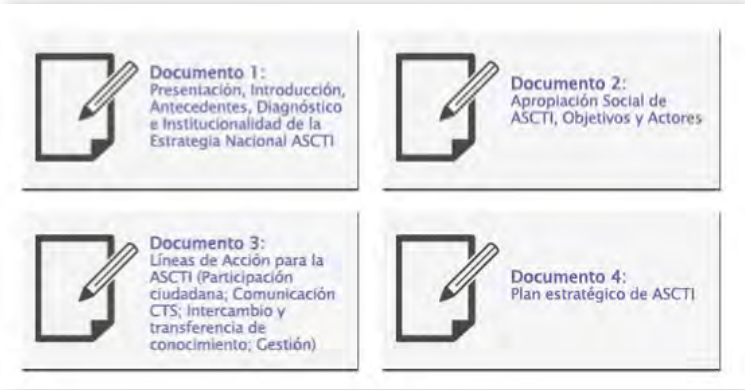 Documento 1:
Presentación, Introducción,
Antecedentes, Diagnóstico
e Institucionalidad de la
Estrategia Nacional ASCTI
Documento 2:
Apropiación Social de
ASCTI, Objetivos y Actores
Documento 3:
Líneas de Acción para la
ASCTI (Participación
ciudadana; Comunicación
CTS; Intercambio y
transferencia de
conocimiento; Gestión)
Documento 4:
Plan estratégico de ASCTI